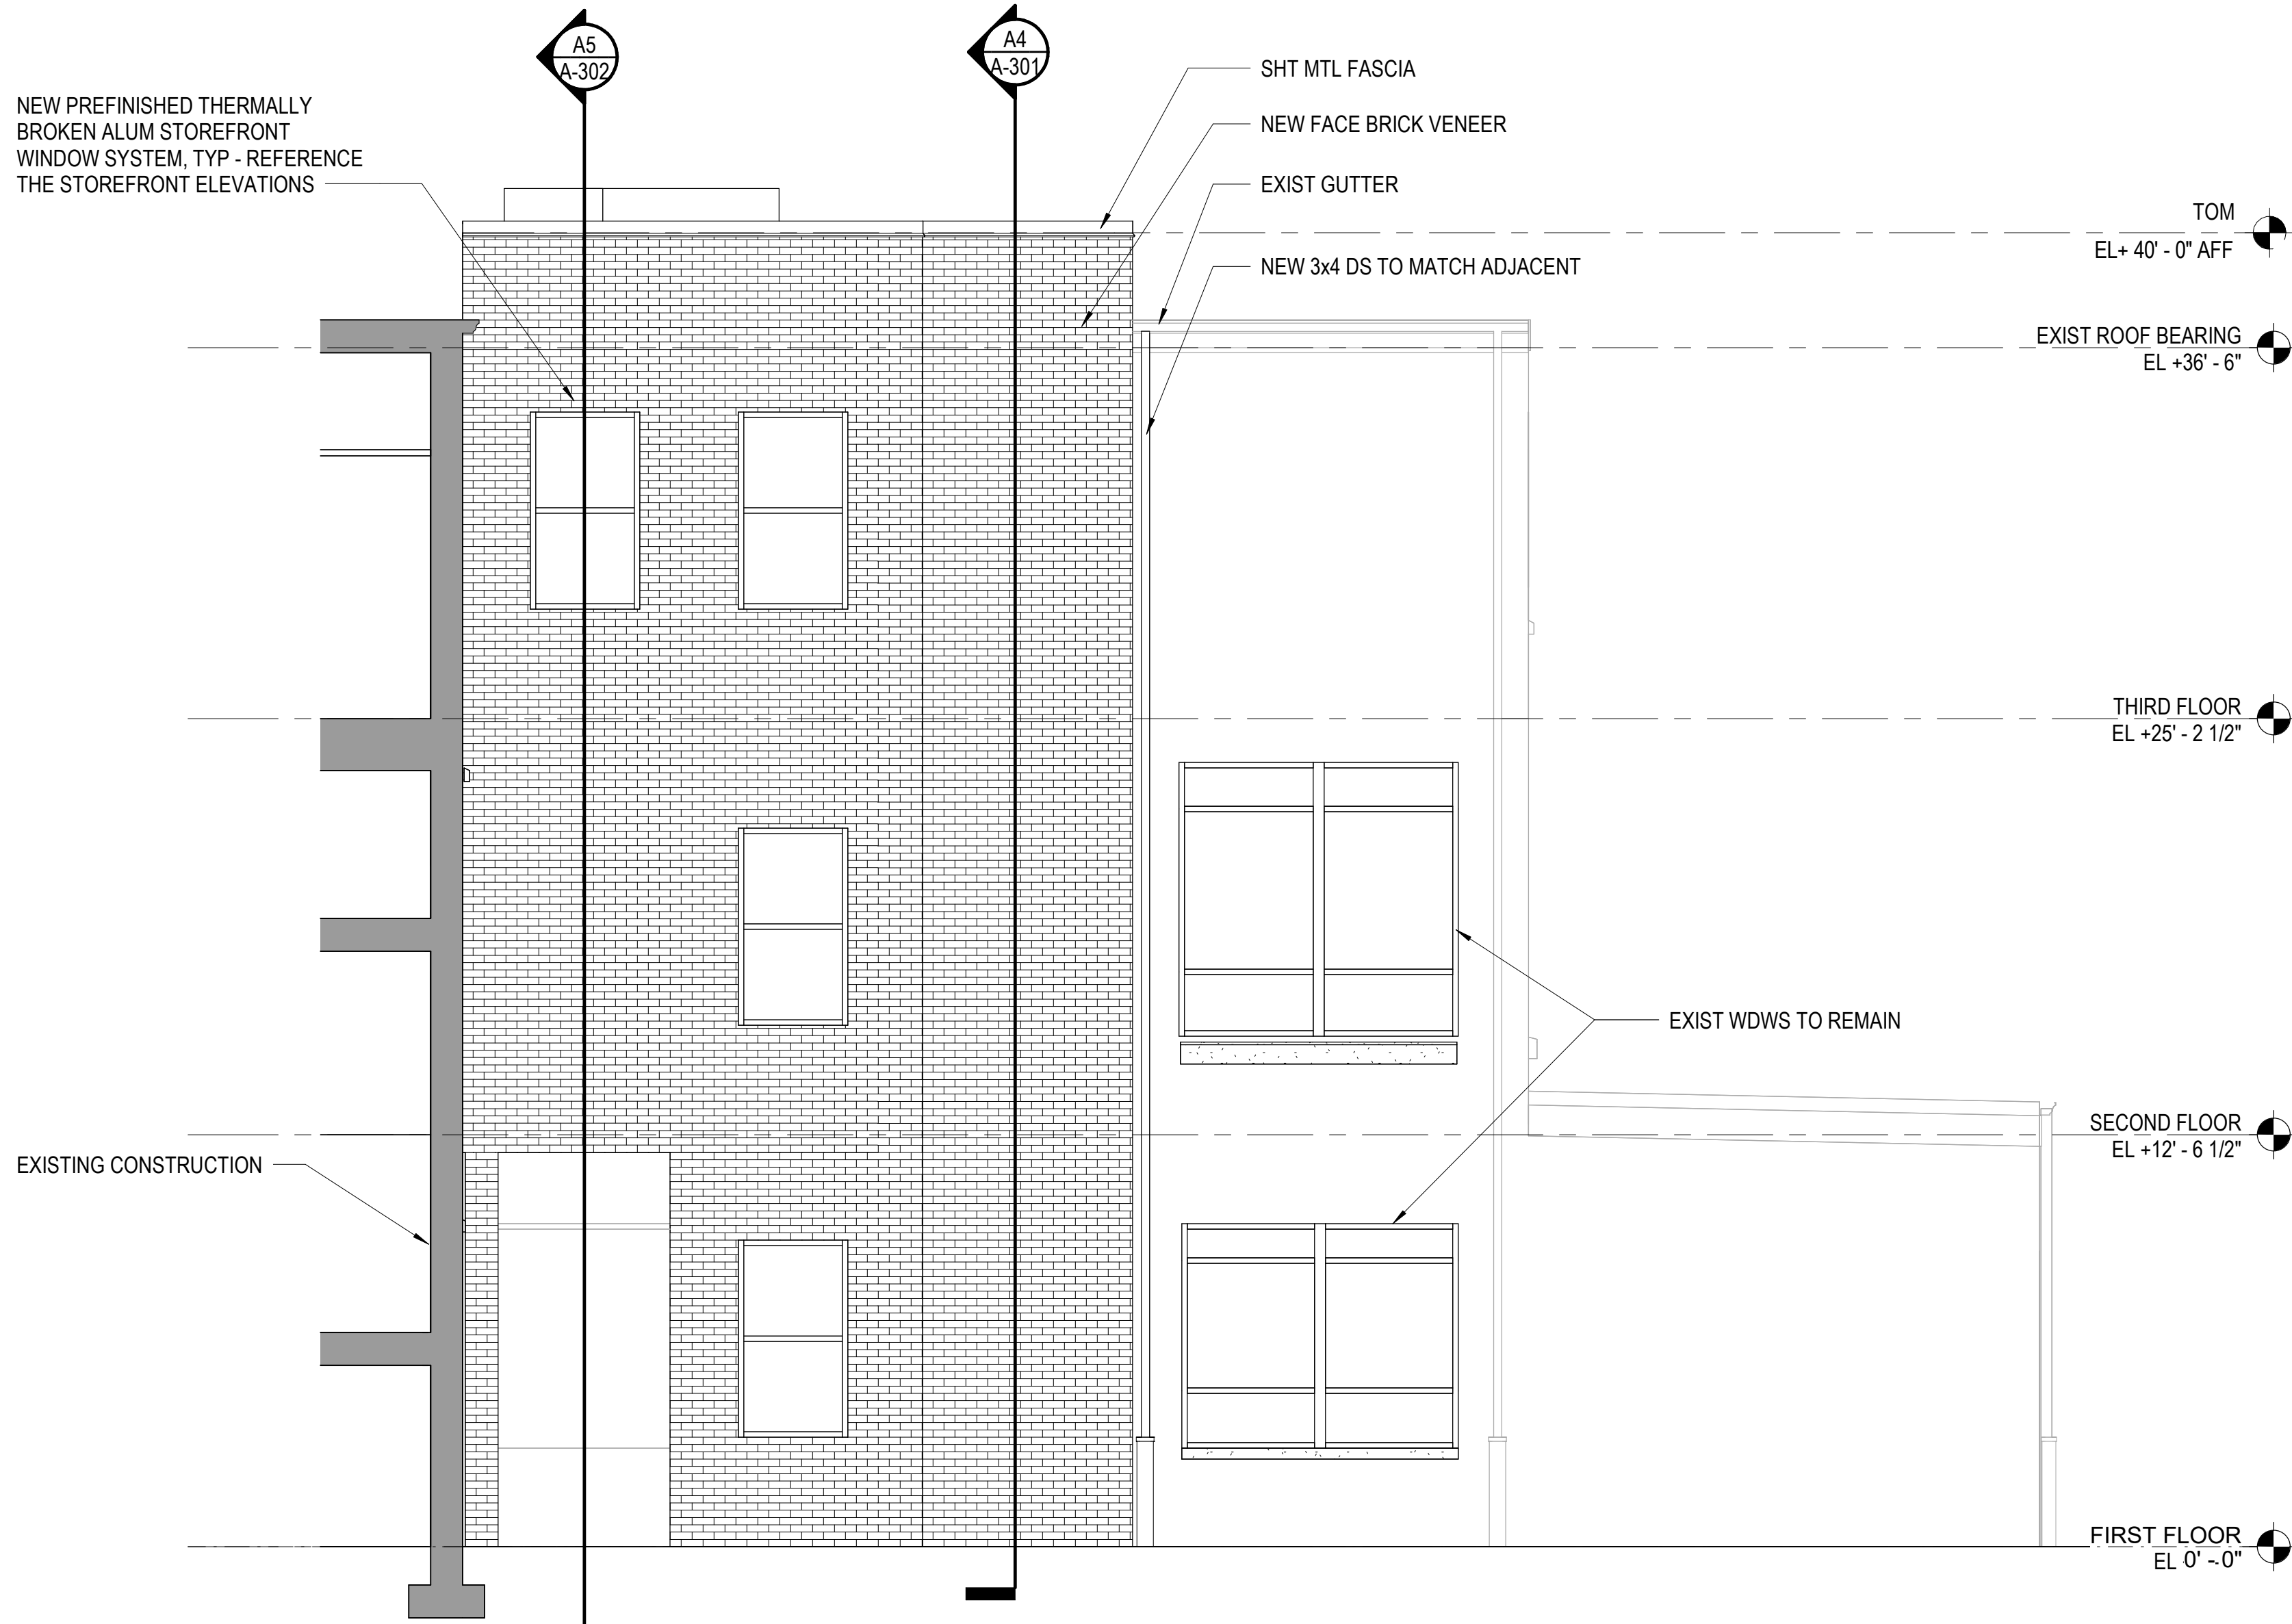 A5
A-302
A4
A-301
NEW PREFINISHED THERMALLY
BROKEN ALUM STOREFRONT
WINDOW SYSTEM, TYP - REFERENCE
THE STOREFRONT ELEVATIONS
SHT MTL FASCIA
NEW FACE BRICK VENEER
EXIST GUTTER
NEW 3x4 DS TO MATCH ADJACENT
TOM
EL+ 40' - 0" AFF
EXIST ROOF BEARING
EL +36' - 6"
THIRD FLOOR
EL +25' - 2 1/2"
EXIST WDWS TO REMAIN
SECOND FLOOR
EL +12' - 6 1/2"
EXISTING CONSTRUCTION
FIRST FLOOR
EL 0' - 0"